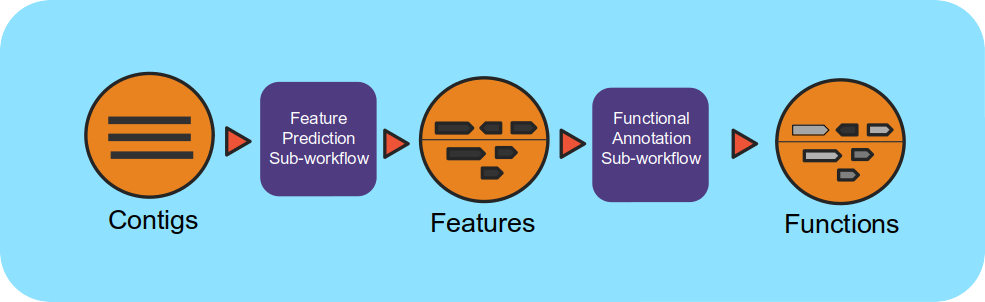 Feature
Prediction
Sub-workflow
Functional
Annotation
Sub-workflow
Contigs
Features
Functions